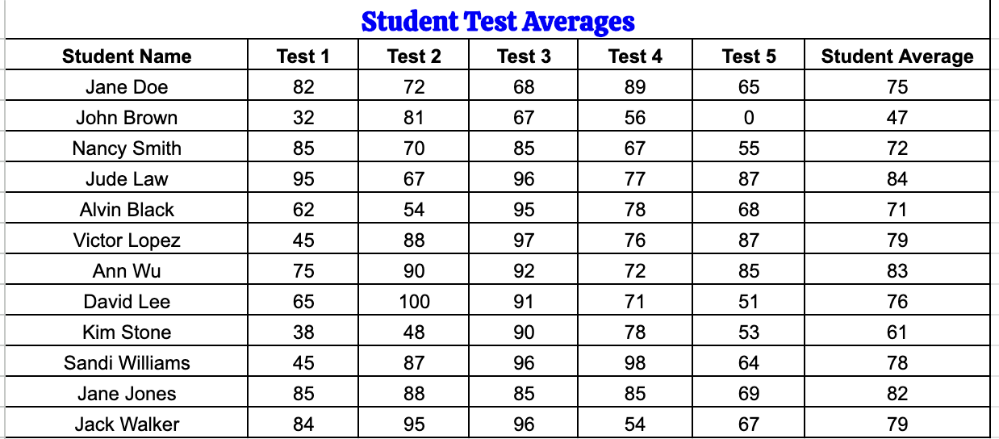 Student Test Averages
Student Name Test 1 Test 2 Test 3 Test 4 Test 5 Student Average
Jane Doe 82 72 68 89 65 75
John Brown 32 81 67 56 0 47
Nancy Smith 85 70 85 67 55 72
Jude Law 95 67 96 77 87 84
Alvin Black 62 54 95 78 68 71
Victor Lopez 45 88 97 76 87 79
Ann Wu 75 90 92 72 85 83
David Lee 65 100 91 71 51 76
Kim Stone 38 48 90 78 53 61
Sandi Williams 45 87 96 98 64 78
Jane Jones 85 88 85 85 69 82
Jack Walker 84 95 96 54 67 79